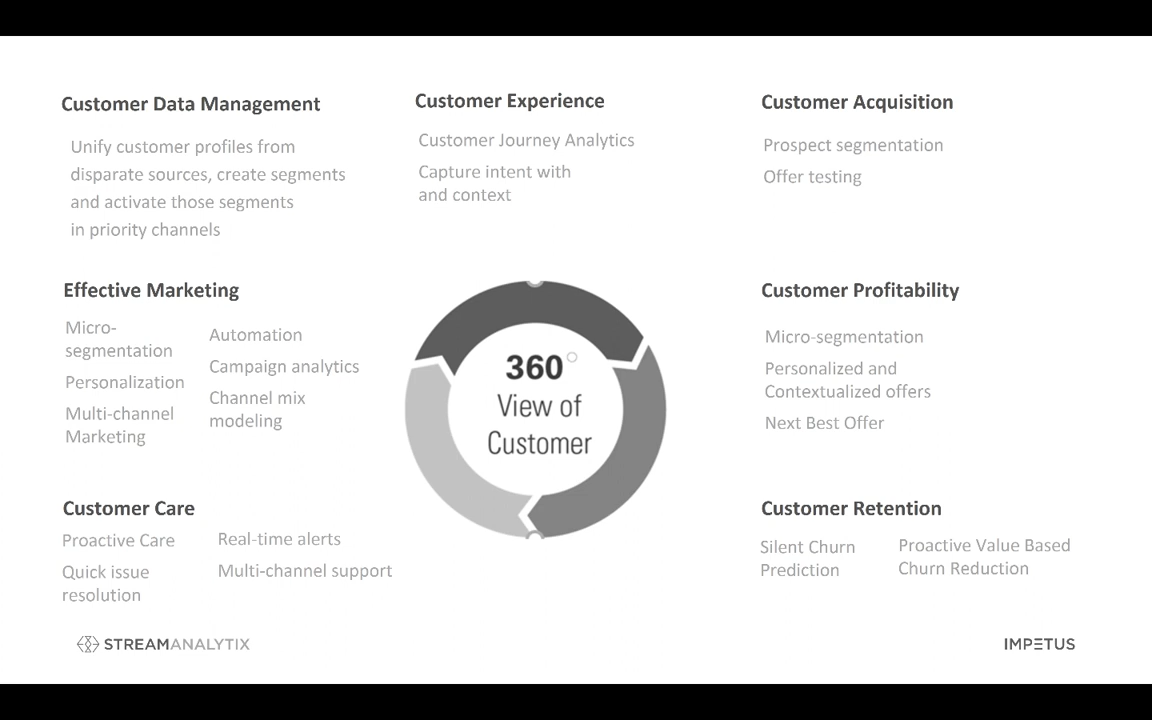 Customer Data Management
Unify customer profiles from
disparate sources, create segments
and activate those segments
in priority channels
Customer Experience
Customer Journey Analytics
Capture intent with
and context
Customer Acquisition
Prospect segmentation
Offer testing
Effective Marketing
Micro-
segmentation
Personalization
Multi-channel
Marketing
Automation
Campaign analytics
Channel mix
modeling
360°
View of
Customer
Customer Profitability
Micro-segmentation
Personalized and
Contextualized offers
Next Best Offer
Customer Care
Proactive Care
Quick issue
resolution
Real-time alerts
Multi-channel support
Customer Retention
Silent Churn
Prediction
Proactive Value Based
Churn Reduction
STREAMANALYTIX
IMPETUS